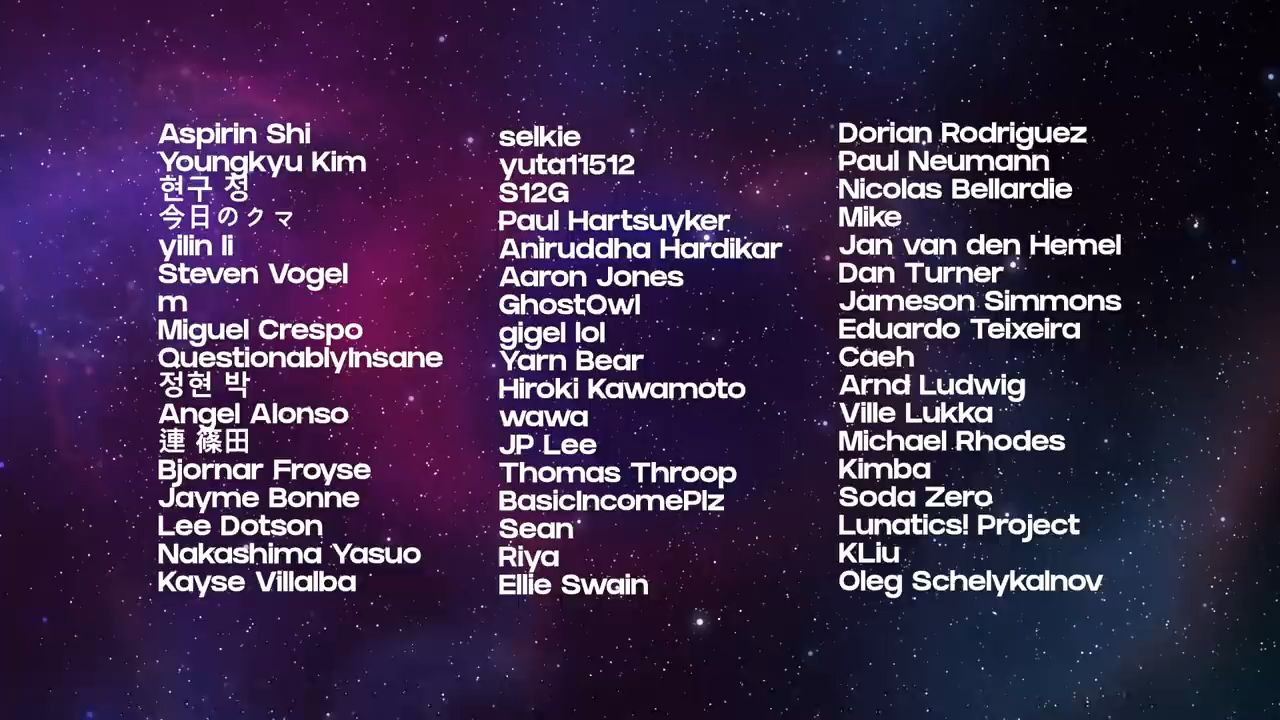 Aspirin Shi
Youngkyu Kim
현구 정
今日のクマ
yilin li
Steven Vogel
m
Miguel Crespo
QuestionablyInsane
정현 박
Angel Alonso
連 篠田
Bjornar Froyse
Jayme Bonne
Lee Dotson
Nakashima Yasuo
Kayse Villalba
selkie
yuta11512
S12G
Paul Hartsuyker
Aniruddha Hardikar
Aaron Jones
GhostOwl
gigel lol
Yarn Bear
Hiroki Kawamoto
wawa
JP Lee
Thomas Throop
BasicIncomePlz
Sean
Riya
Ellie Swain
Dorian Rodriguez
Paul Neumann
Nicolas Bellardie
Mike
Jan van den Hemel
Dan Turner
Jameson Simmons
Eduardo Teixeira
Caeh
Arnd Ludwig
Ville Lukka
Michael Rhodes
Kimba
Soda Zero
Lunatics! Project
KLiu
Oleg Schelykalnov